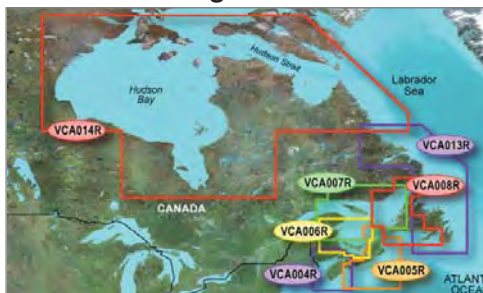 Hudson Strait
Labrador
Sea
Hudson
Bay
VCA014R
VCA013R
VCA007R
VCA008R
CANADA
VCA006R
VCA004R
VCA005R
ATLANT
OCEA